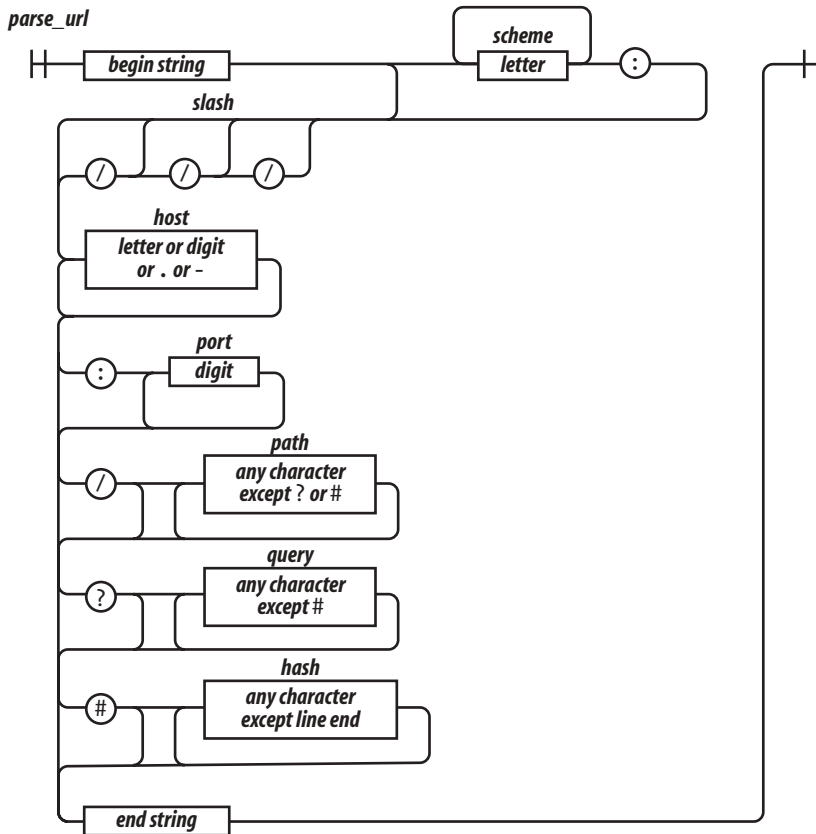 parse_url
begin string
scheme
letter
:
slash
/
/
/
host
letter or digit
or . or -
port
:
digit
path
/
any character
except ? or #
query
?
any character
except #
hash
#
any character
except line end
end string